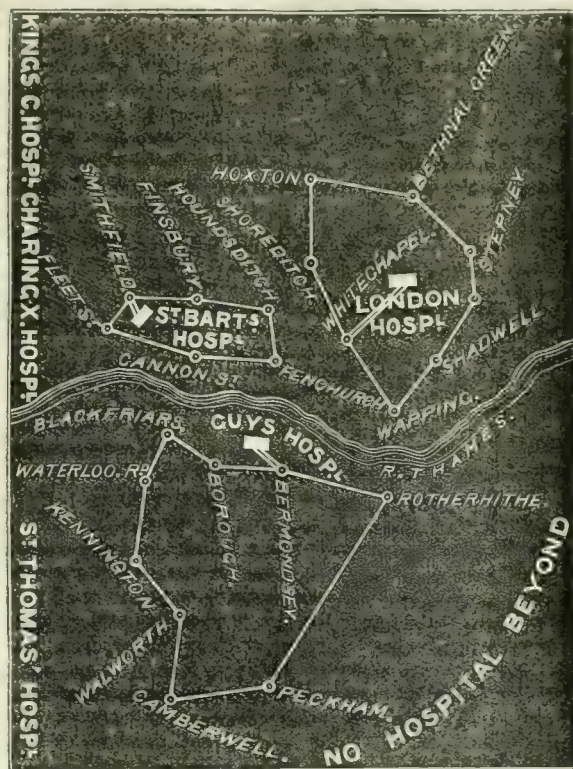 KINGS C. HOSPL CHARING X. HOSPL
ST THOMAS' HOSPL
BETHNAL GREEN.
HOXTON
SMITHFIELD
FINSBURY
HOUNDSDITCH
SHOREDITCH
WHITECHAPEL.
STEPNEY
FLEET ST
ST BARTS
HOSPL
LONDON
HOSPL
SHADWELL
CANNON. ST
FENCHURCH
WAPPING.
BLACKFRIARS.
GUYS HOSPL
R. THAMES.
WATERLOO. RD
BOROUGH.
BERMONDSEY.
ROTHERHITHE.
KENNINGTON
WALWORTH
CAMBERWELL.
PECKHAM.
NO HOSPITAL BEYOND